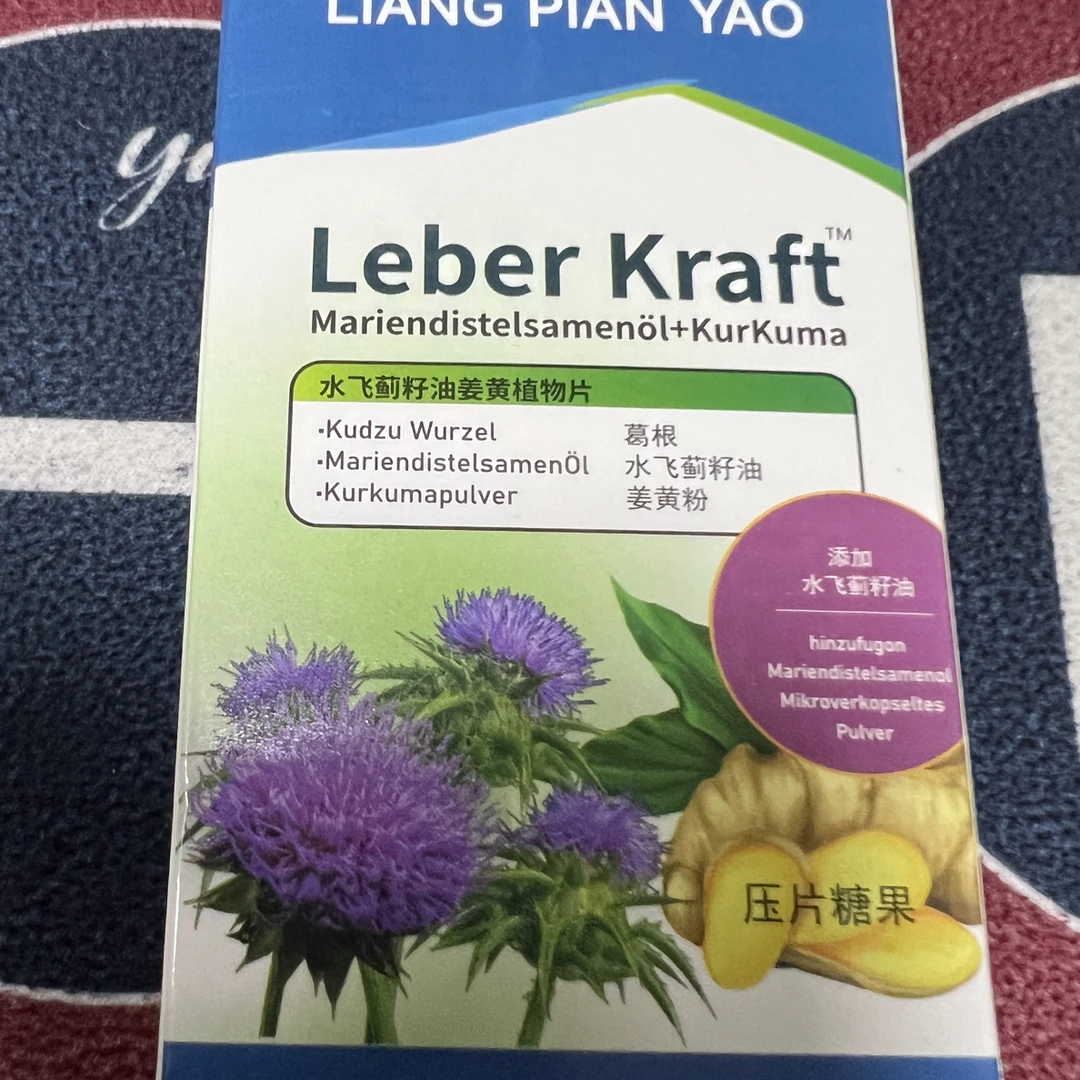 LIANG PIAN YAO
Leber Kraft™
Mariendistelsamenöl+KurKuma
水飞蓟籽油姜黄植物片
·Kudzu Wurzel 葛根
·MariendistelsamenÖl 水飞蓟籽油
·Kurkumapulver 姜黄粉
添加
水飞蓟籽油
hinzufugon
Mariendistelsamenol
Mikroverkopseltes
Pulver
压片糖果